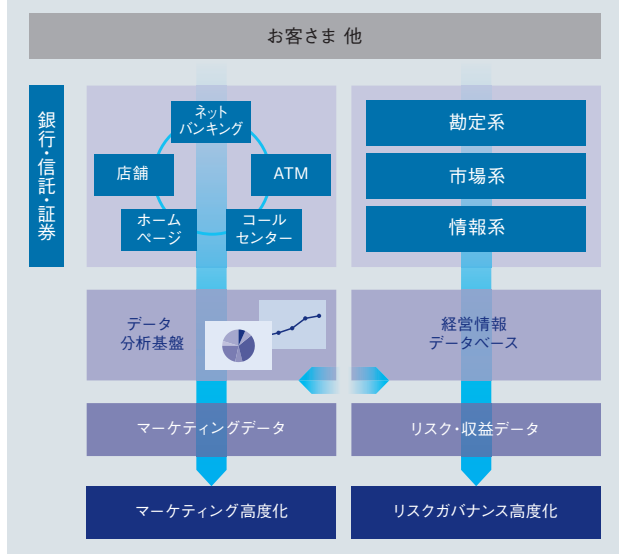 お客さま 他
銀行・信託・証券
ネット
バンキング
店舗
ATM
ホーム
ページ
コール
センター
勘定系
市場系
情報系
データ
分析基盤
経営情報
データベース
マーケティングデータ
リスク・収益データ
マーケティング高度化
リスクガバナンス高度化